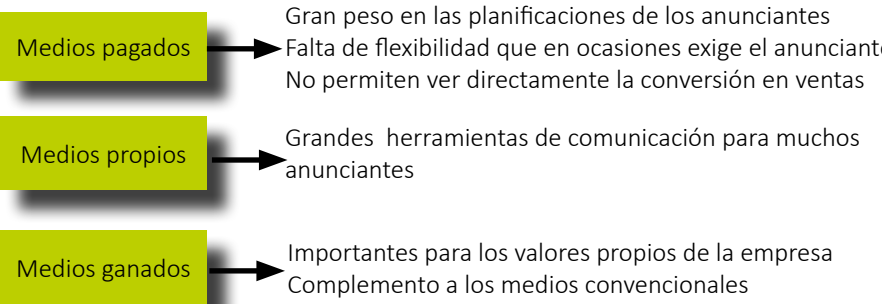 Medios pagados
Gran peso en las planificaciones de los anunciantes
Falta de flexibilidad que en ocasiones exige el anunciante
No permiten ver directamente la conversión en ventas
Medios propios
Grandes herramientas de comunicación para muchos
anunciantes
Medios ganados
Importantes para los valores propios de la empresa
Complemento a los medios convencionales